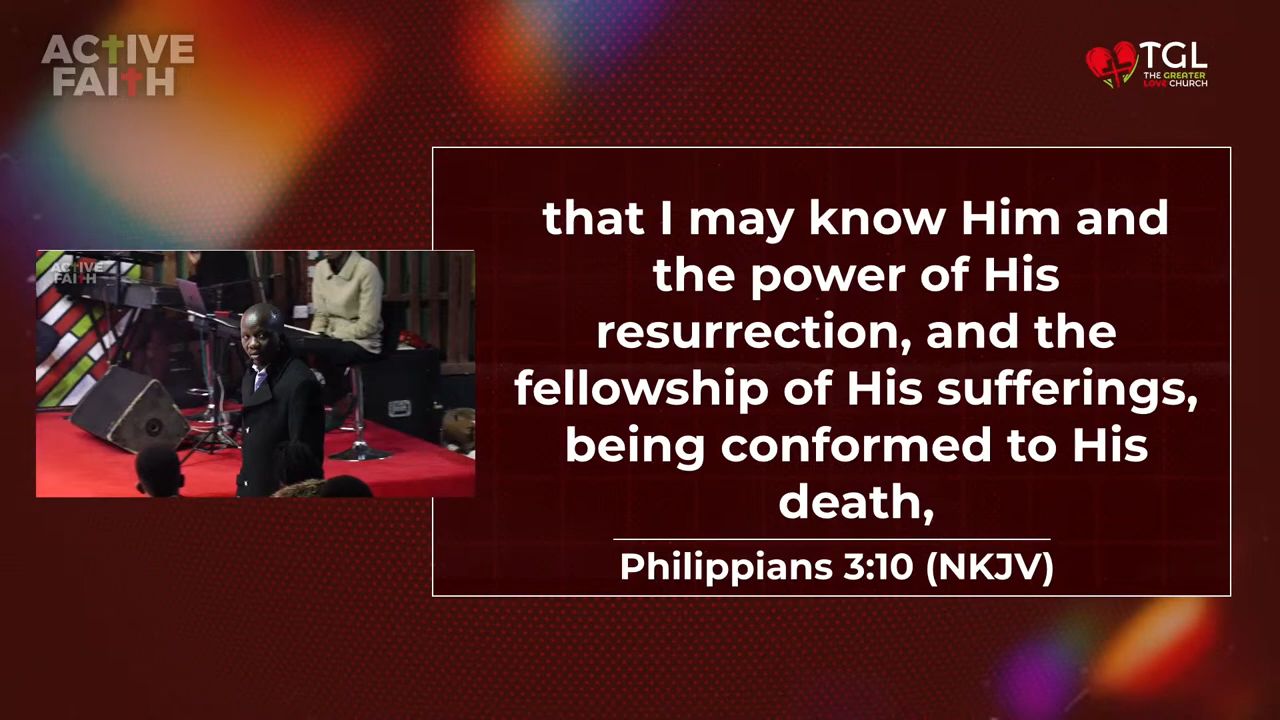 ACTIVE
FAITH
TGL
THE GREATER
LOVE CHURCH
that I may know Him and
the power of His
resurrection, and the
fellowship of His sufferings,
being conformed to His
death,
Philippians 3:10 (NKJV)
ACTIVE
FAITH